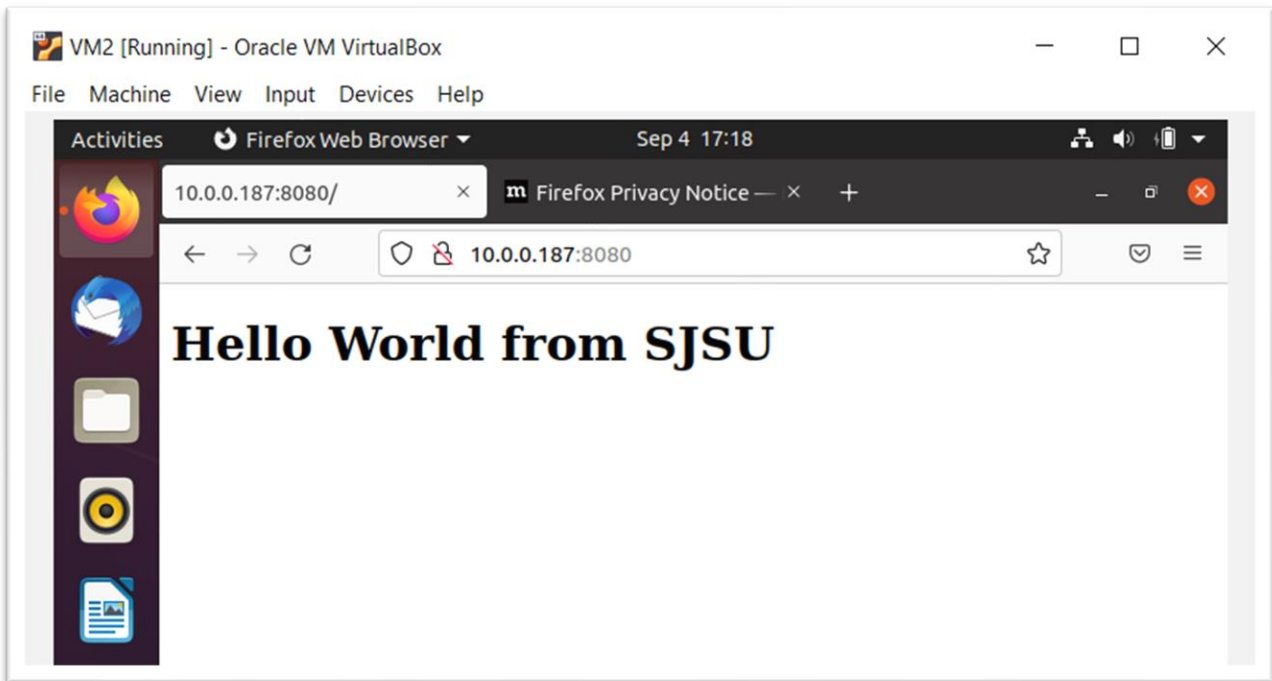 VM2 [Running] - Oracle VM VirtualBox
File Machine View Input Devices Help
Activities Firefox Web Browser Sep 4 17:18
10.0.0.187:8080/ m Firefox Privacy Notice —
10.0.0.187:8080
Hello World from SJSU